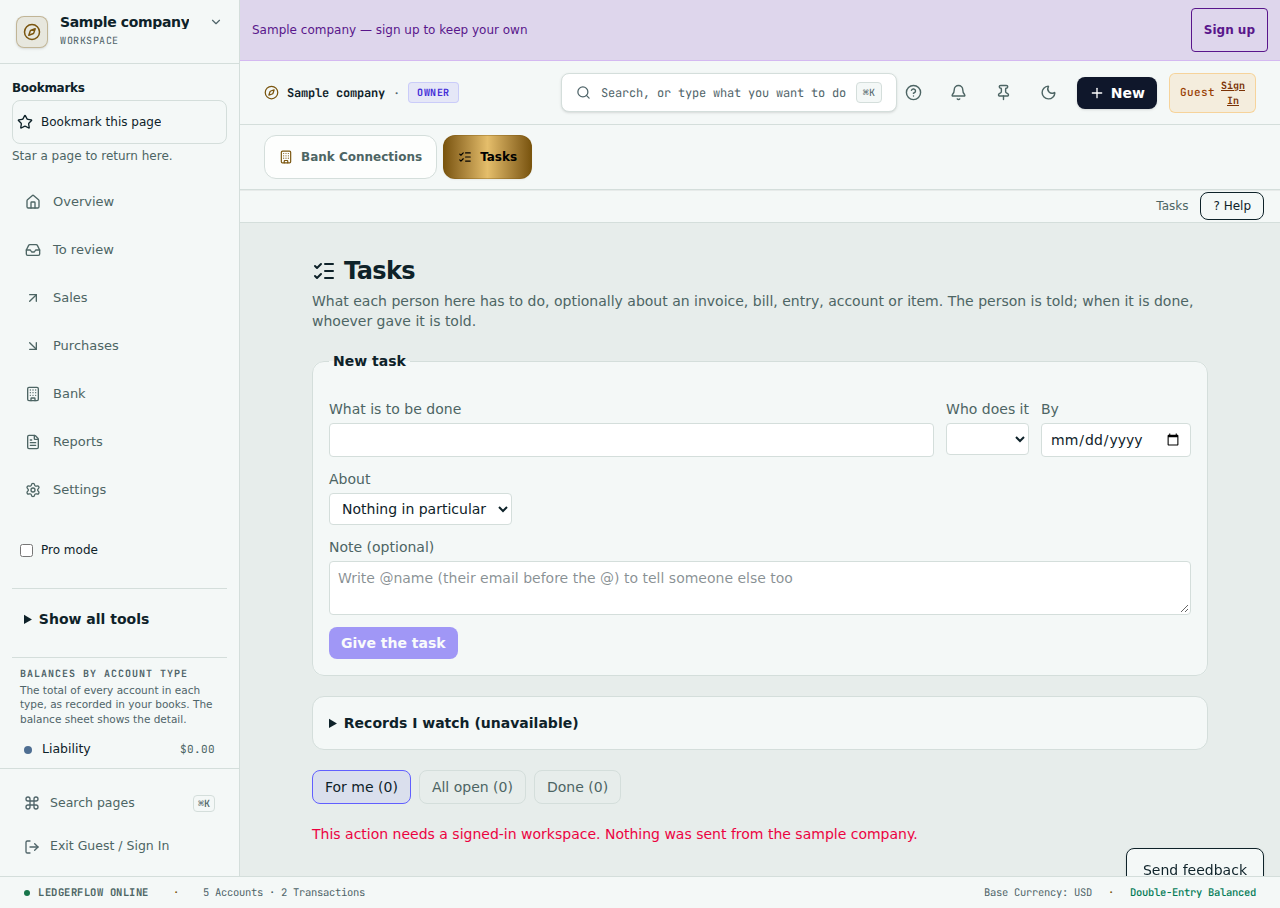 Sample company
WORKSPACE
Bookmarks
Bookmark this page
Star a page to return here.
Overview
To review
Sales
Purchases
Bank
Reports
Settings
Pro mode
Show all tools
BALANCES BY ACCOUNT TYPE
The total of every account in each
type, as recorded in your books. The
balance sheet shows the detail.
Liability $0.00
Search pages ⌘K
Exit Guest / Sign In
Sample company — sign up to keep your own
Sign up
Sample company · OWNER
Search, or type what you want to do ⌘K
New
Guest Sign
In
Bank Connections
Tasks
Tasks ? Help
Tasks
What each person here has to do, optionally about an invoice, bill, entry, account or item. The person is told; when it is done,
whoever gave it is told.
New task
What is to be done Who does it By
mm/dd/yyyy
About
Nothing in particular
Note (optional)
Write @name (their email before the @) to tell someone else too
Give the task
Records I watch (unavailable)
For me (0) All open (0) Done (0)
This action needs a signed-in workspace. Nothing was sent from the sample company.
Send feedback
LEDGERFLOW ONLINE · 5 Accounts · 2 Transactions
Base Currency: USD · Double-Entry Balanced